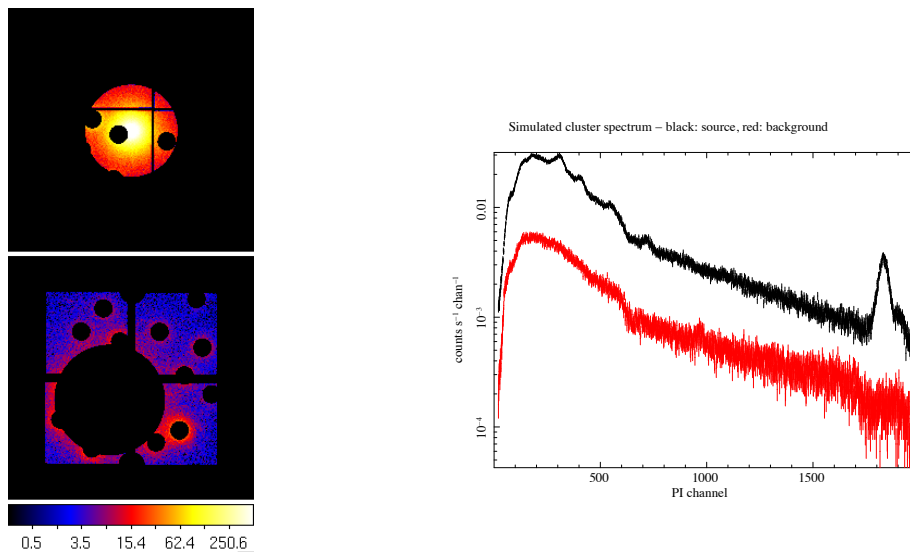 Simulated cluster spectrum – black: source, red: background
0.01
10⁻³
10⁻⁴
counts s⁻¹ chan⁻¹
500 1000 1500
PI channel
0.5 3.5 15.4 62.4 250.6